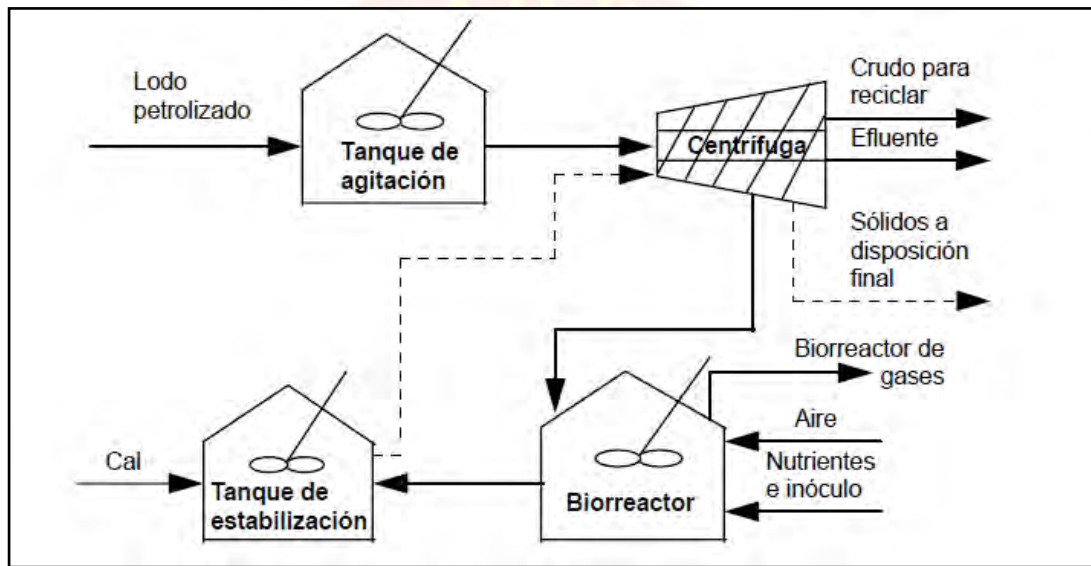 Lodo
petrolizado
Tanque de
agitación
Centrífuga
Crudo para
reciclar
Efluente
Sólidos a
disposición
final
Biorreactor de
gases
Aire
Nutrientes
e inóculo
Biorreactor
Cal
Tanque de
estabilización